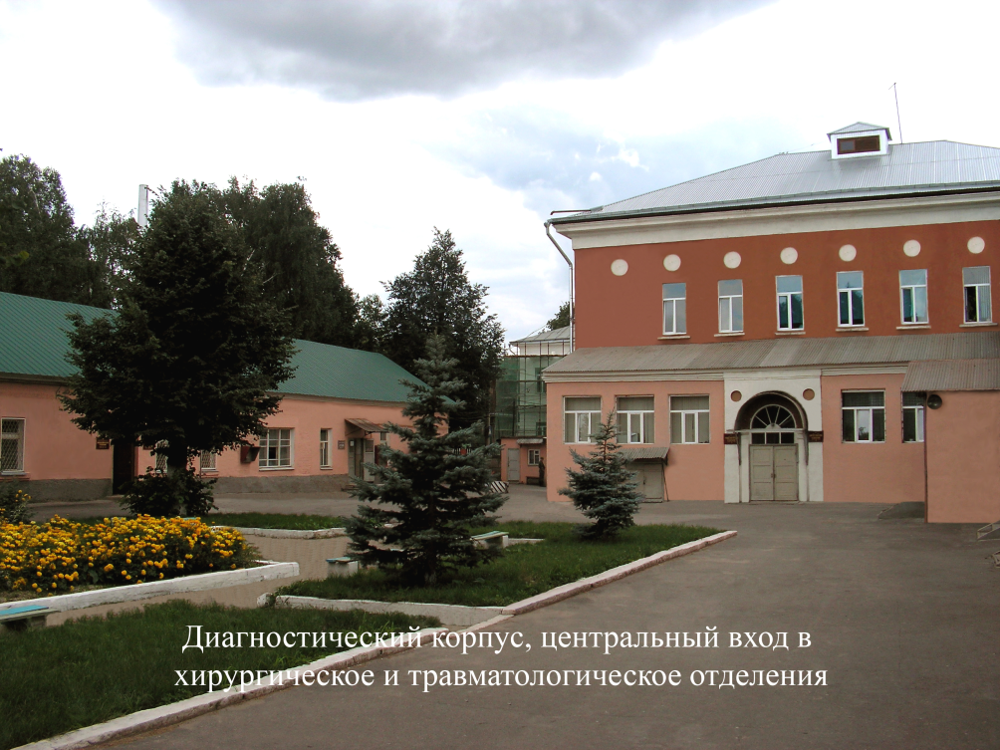 Диагностический корпус, центральный вход в
хирургическое и травматологическое отделения